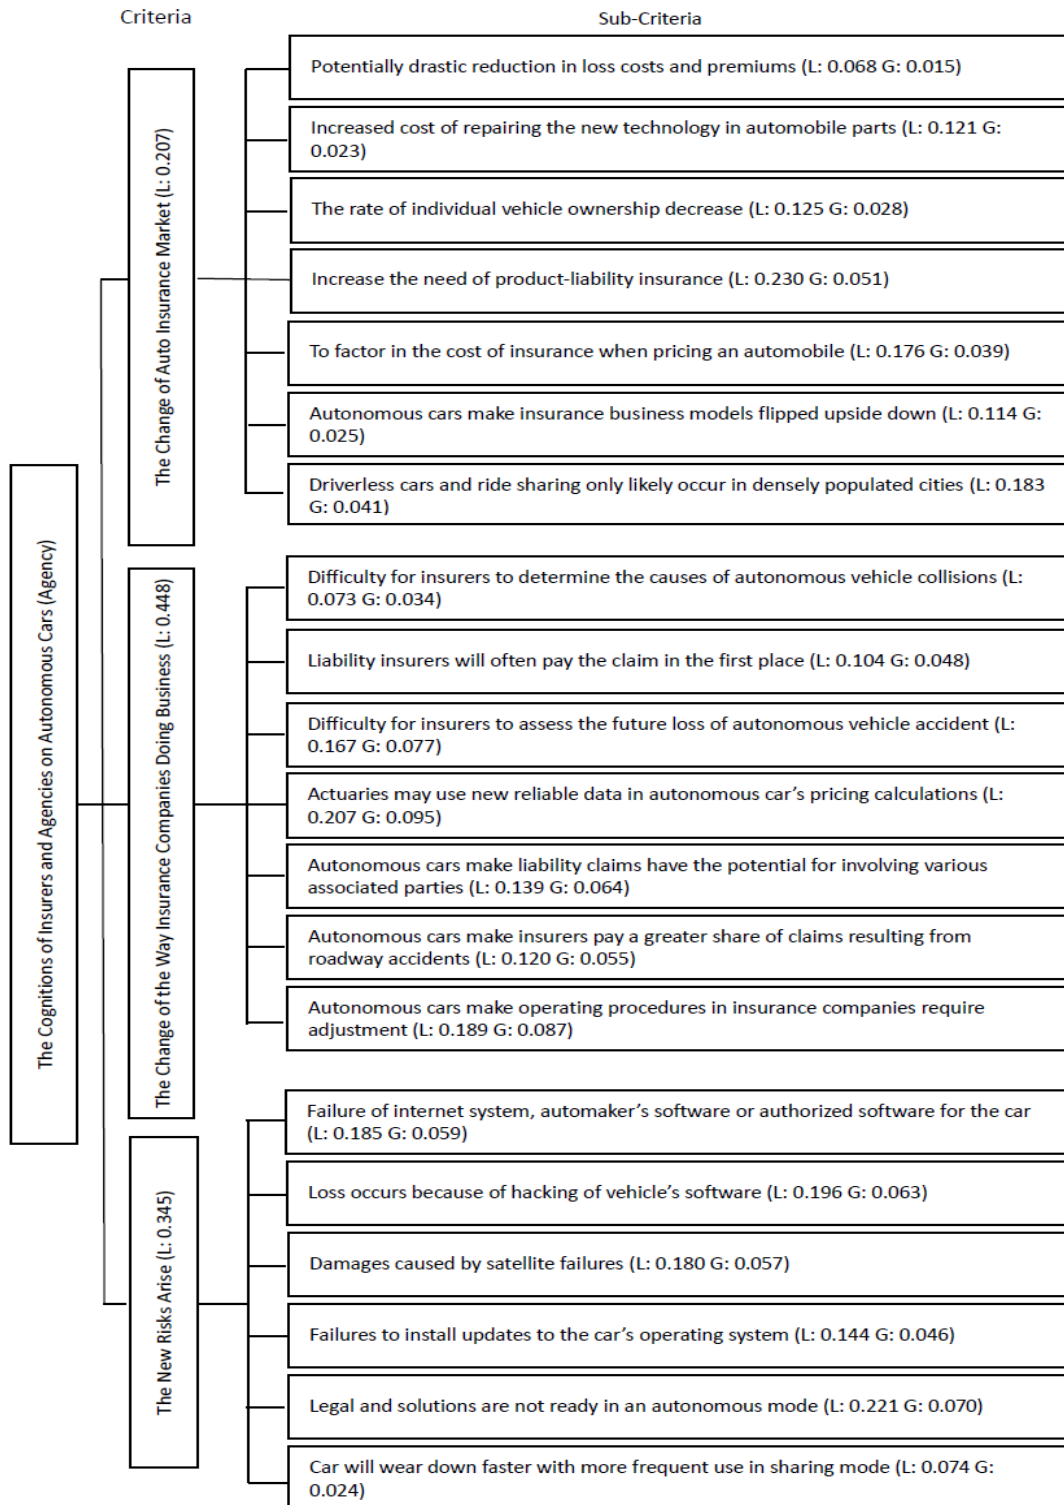 Criteria
Sub-Criteria
The Cognitions of Insurers and Agencies on Autonomous Cars (Agency)
The Change of Auto Insurance Market (L: 0.207)
Potentially drastic reduction in loss costs and premiums (L: 0.068 G: 0.015)
Increased cost of repairing the new technology in automobile parts (L: 0.121 G:
0.023)
The rate of individual vehicle ownership decrease (L: 0.125 G: 0.028)
Increase the need of product-liability insurance (L: 0.230 G: 0.051)
To factor in the cost of insurance when pricing an automobile (L: 0.176 G: 0.039)
Autonomous cars make insurance business models flipped upside down (L: 0.114 G:
0.025)
Driverless cars and ride sharing only likely occur in densely populated cities (L: 0.183
G: 0.041)
The Change of the Way Insurance Companies Doing Business (L: 0.448)
Difficulty for insurers to determine the causes of autonomous vehicle collisions (L:
0.073 G: 0.034)
Liability insurers will often pay the claim in the first place (L: 0.104 G: 0.048)
Difficulty for insurers to assess the future loss of autonomous vehicle accident (L:
0.167 G: 0.077)
Actuaries may use new reliable data in autonomous car’s pricing calculations (L:
0.207 G: 0.095)
Autonomous cars make liability claims have the potential for involving various
associated parties (L: 0.139 G: 0.064)
Autonomous cars make insurers pay a greater share of claims resulting from
roadway accidents (L: 0.120 G: 0.055)
Autonomous cars make operating procedures in insurance companies require
adjustment (L: 0.189 G: 0.087)
The New Risks Arise (L: 0.345)
Failure of internet system, automaker’s software or authorized software for the car
(L: 0.185 G: 0.059)
Loss occurs because of hacking of vehicle’s software (L: 0.196 G: 0.063)
Damages caused by satellite failures (L: 0.180 G: 0.057)
Failures to install updates to the car’s operating system (L: 0.144 G: 0.046)
Legal and solutions are not ready in an autonomous mode (L: 0.221 G: 0.070)
Car will wear down faster with more frequent use in sharing mode (L: 0.074 G:
0.024)